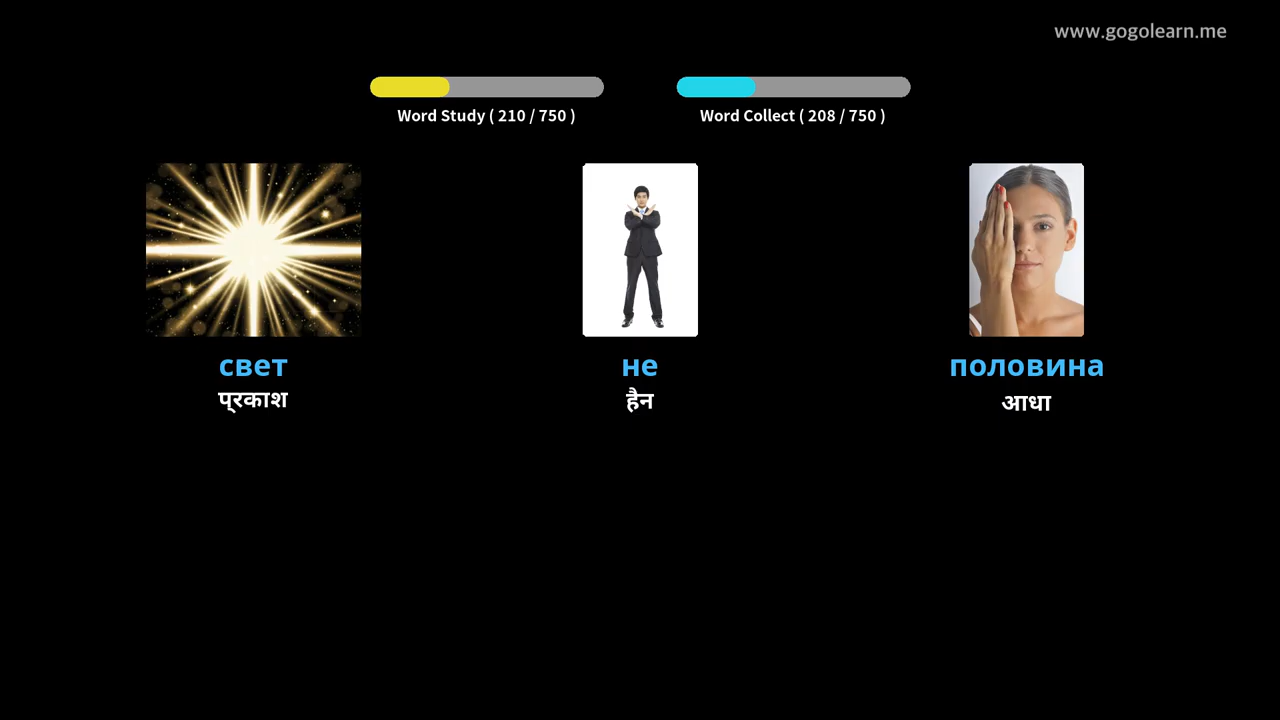 www.gogolearn.me
Word Study ( 210 / 750 )
Word Collect ( 208 / 750 )
свет
не
половина
प्रकाश
हैन
आधा